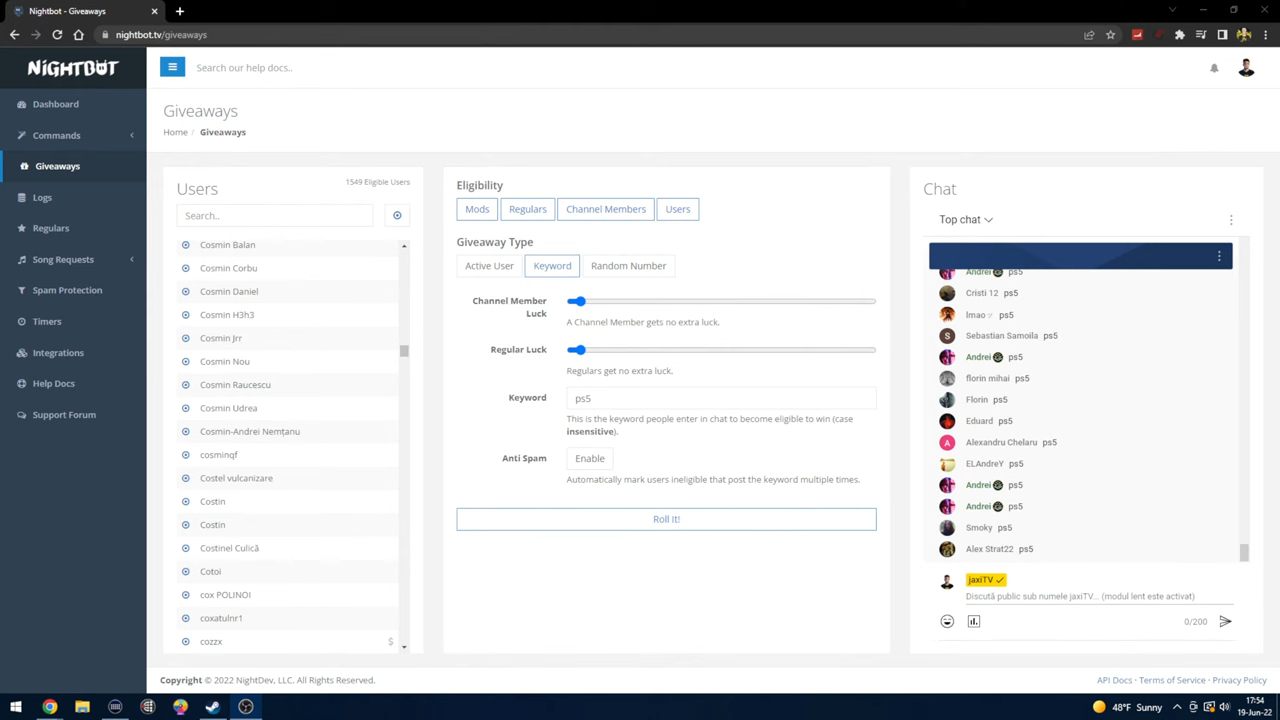 Nightbot - Giveaways
nightbot.tv/giveaways
NIGHTBOT
Search our help docs..
Dashboard
Commands
Giveaways
Logs
Regulars
Song Requests
Spam Protection
Timers
Integrations
Help Docs
Support Forum
Giveaways
Home / Giveaways
Users
1549 Eligible Users
Search..
Cosmin Balan
Cosmin Corbu
Cosmin Daniel
Cosmin H3h3
Cosmin Jrr
Cosmin Nou
Cosmin Raucescu
Cosmin Udrea
Cosmin-Andrei Nemțanu
cosminqf
Costel vulcanizare
Costin
Costin
Costinel Culică
Cotoi
cox POLINOI
coxatulnr1
cozzx $
Eligibility
Mods Regulars Channel Members Users
Giveaway Type
Active User Keyword Random Number
Channel Member
Luck
A Channel Member gets no extra luck.
Regular Luck
Regulars get no extra luck.
Keyword ps5
This is the keyword people enter in chat to become eligible to win (case
insensitive).
Anti Spam Enable
Automatically mark users ineligible that post the keyword multiple times.
Roll It!
Chat
Top chat
Andrei ps5
Cristi 12 ps5
lmao ps5
S Sebastian Samoila ps5
Andrei ps5
florin mihai ps5
Florin ps5
Eduard ps5
A Alexandru Chelaru ps5
ELAndreY ps5
Andrei ps5
Andrei ps5
Smoky ps5
Alex Strat22 ps5
jaxiTV
Discută public sub numele jaxiTV... (modul lent este activat)
0/200
Copyright © 2022 NightDev, LLC. All Rights Reserved.
API Docs · Terms of Service · Privacy Policy
48°F Sunny
17:54
19-Jun-22